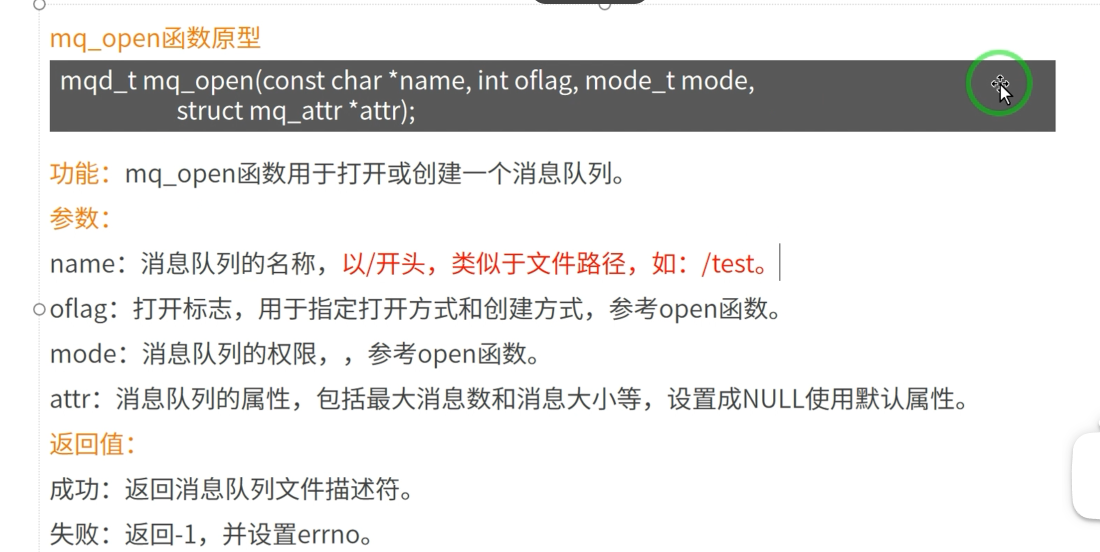 mq_open函数原型
mqd_t mq_open(const char *name, int oflag, mode_t mode,
struct mq_attr *attr);
功能：mq_open函数用于打开或创建一个消息队列。
参数：
name：消息队列的名称，以/开头，类似于文件路径，如：/test。
oflag：打开标志，用于指定打开方式和创建方式，参考open函数。
mode：消息队列的权限，，参考open函数。
attr：消息队列的属性，包括最大消息数和消息大小等，设置成NULL使用默认属性。
返回值：
成功：返回消息队列文件描述符。
失败：返回-1，并设置errno。